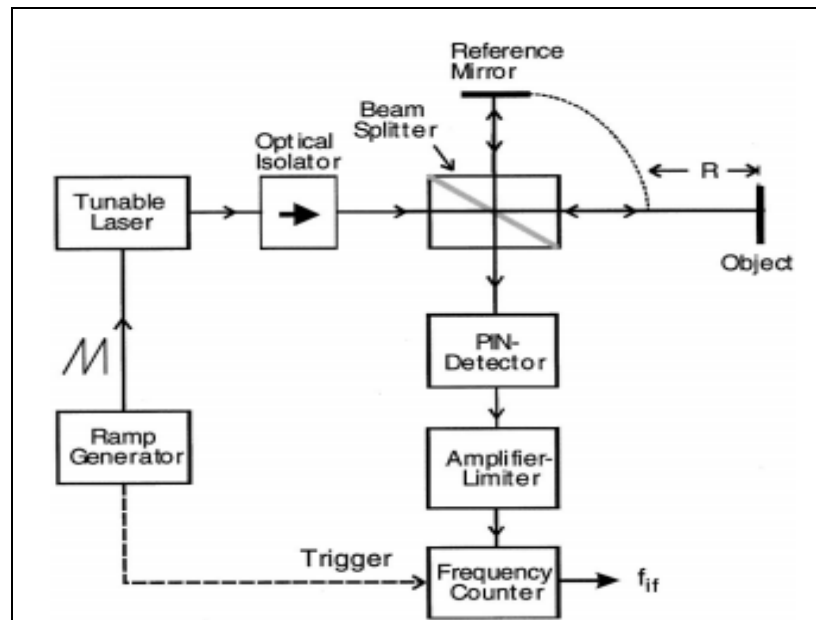 Reference
Mirror
Beam
Splitter
Optical
Isolator
R
Tunable
Laser
Object
PIN-
Detector
Ramp
Generator
Amplifier-
Limiter
Trigger
Frequency
Counter
f_if